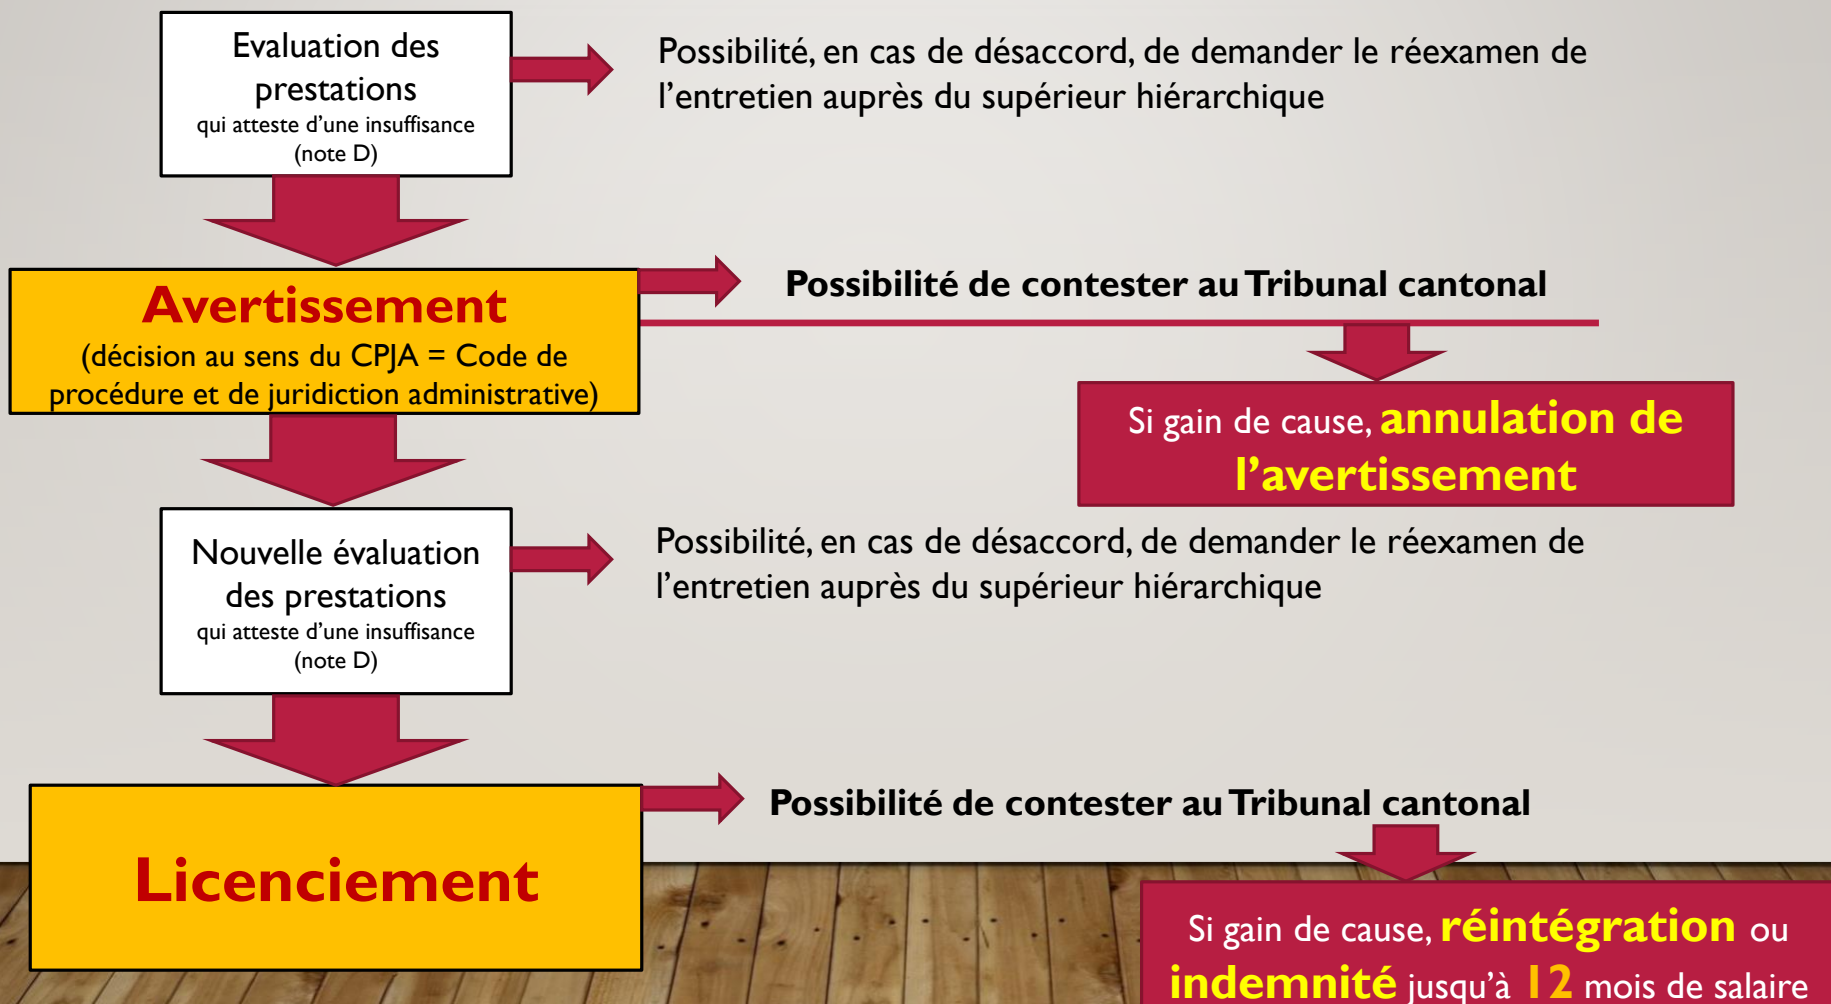 Evaluation des
prestations
qui atteste d'une insuffisance
(note D)
Possibilité, en cas de désaccord, de demander le réexamen de
l'entretien auprès du supérieur hiérarchique
Avertissement
(décision au sens du CPJA = Code de
procédure et de juridiction administrative)
Possibilité de contester au Tribunal cantonal
Si gain de cause, annulation de
l'avertissement
Nouvelle évaluation
des prestations
qui atteste d'une insuffisance
(note D)
Possibilité, en cas de désaccord, de demander le réexamen de
l'entretien auprès du supérieur hiérarchique
Licenciement
Possibilité de contester au Tribunal cantonal
Si gain de cause, réintégration ou
indemnité jusqu'à 12 mois de salaire